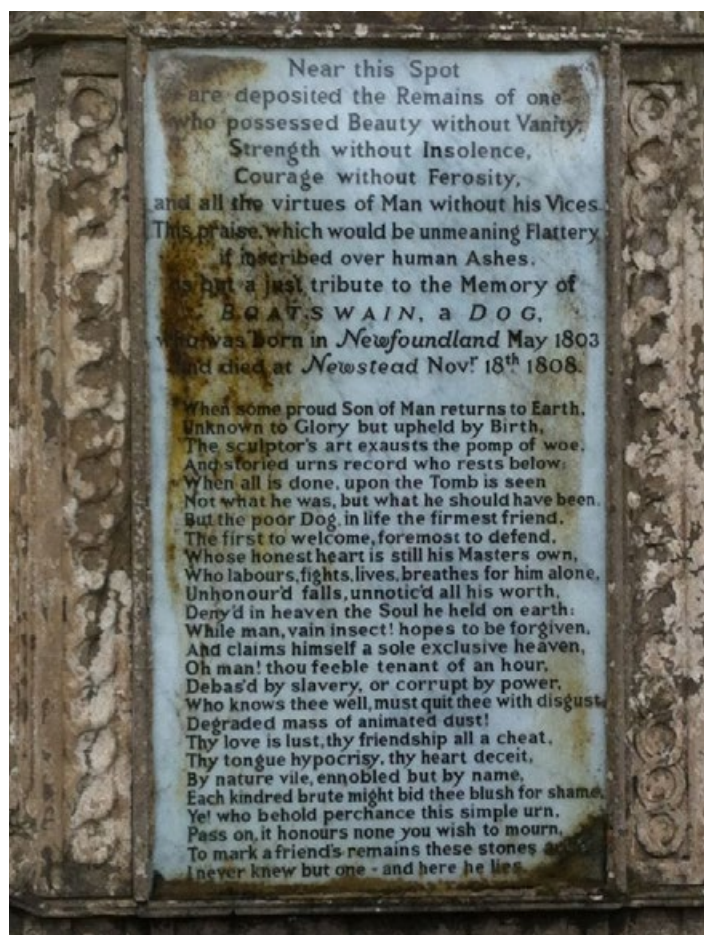 Near this Spot
are deposited the Remains of one
who possessed Beauty without Vanity,
Strength without Insolence,
Courage without Ferosity,
and all the virtues of Man without his Vices.
This praise, which would be unmeaning Flattery
if inscribed over human Ashes,
is but a just tribute to the Memory of
BOATSWAIN, a DOG,
who was born in Newfoundland May 1803
and died at Newstead Novr 18th 1808.
When some proud Son of Man returns to Earth,
Unknown to Glory but upheld by Birth,
The sculptor's art exausts the pomp of woe,
And storied urns record who rests below:
When all is done, upon the Tomb is seen
Not what he was, but what he should have been.
But the poor Dog, in life the firmest friend,
The first to welcome, foremost to defend,
Whose honest heart is still his Masters own,
Who labours, fights, lives, breathes for him alone,
Unhonour'd falls, unnotic'd all his worth,
Deny'd in heaven the Soul he held on earth:
While man, vain insect! hopes to be forgiven,
And claims himself a sole exclusive heaven,
Oh man! thou feeble tenant of an hour,
Debas'd by slavery, or corrupt by power,
Who knows thee well, must quit thee with disgust,
Degraded mass of animated dust!
Thy love is lust, thy friendship all a cheat,
Thy tongue hypocrisy, thy heart deceit,
By nature vile, ennobled but by name,
Each kindred brute might bid thee blush for shame.
Ye! who behold perchance this simple urn,
Pass on, it honours none you wish to mourn,
To mark a friend's remains these stones
I never knew but one - and here he lies